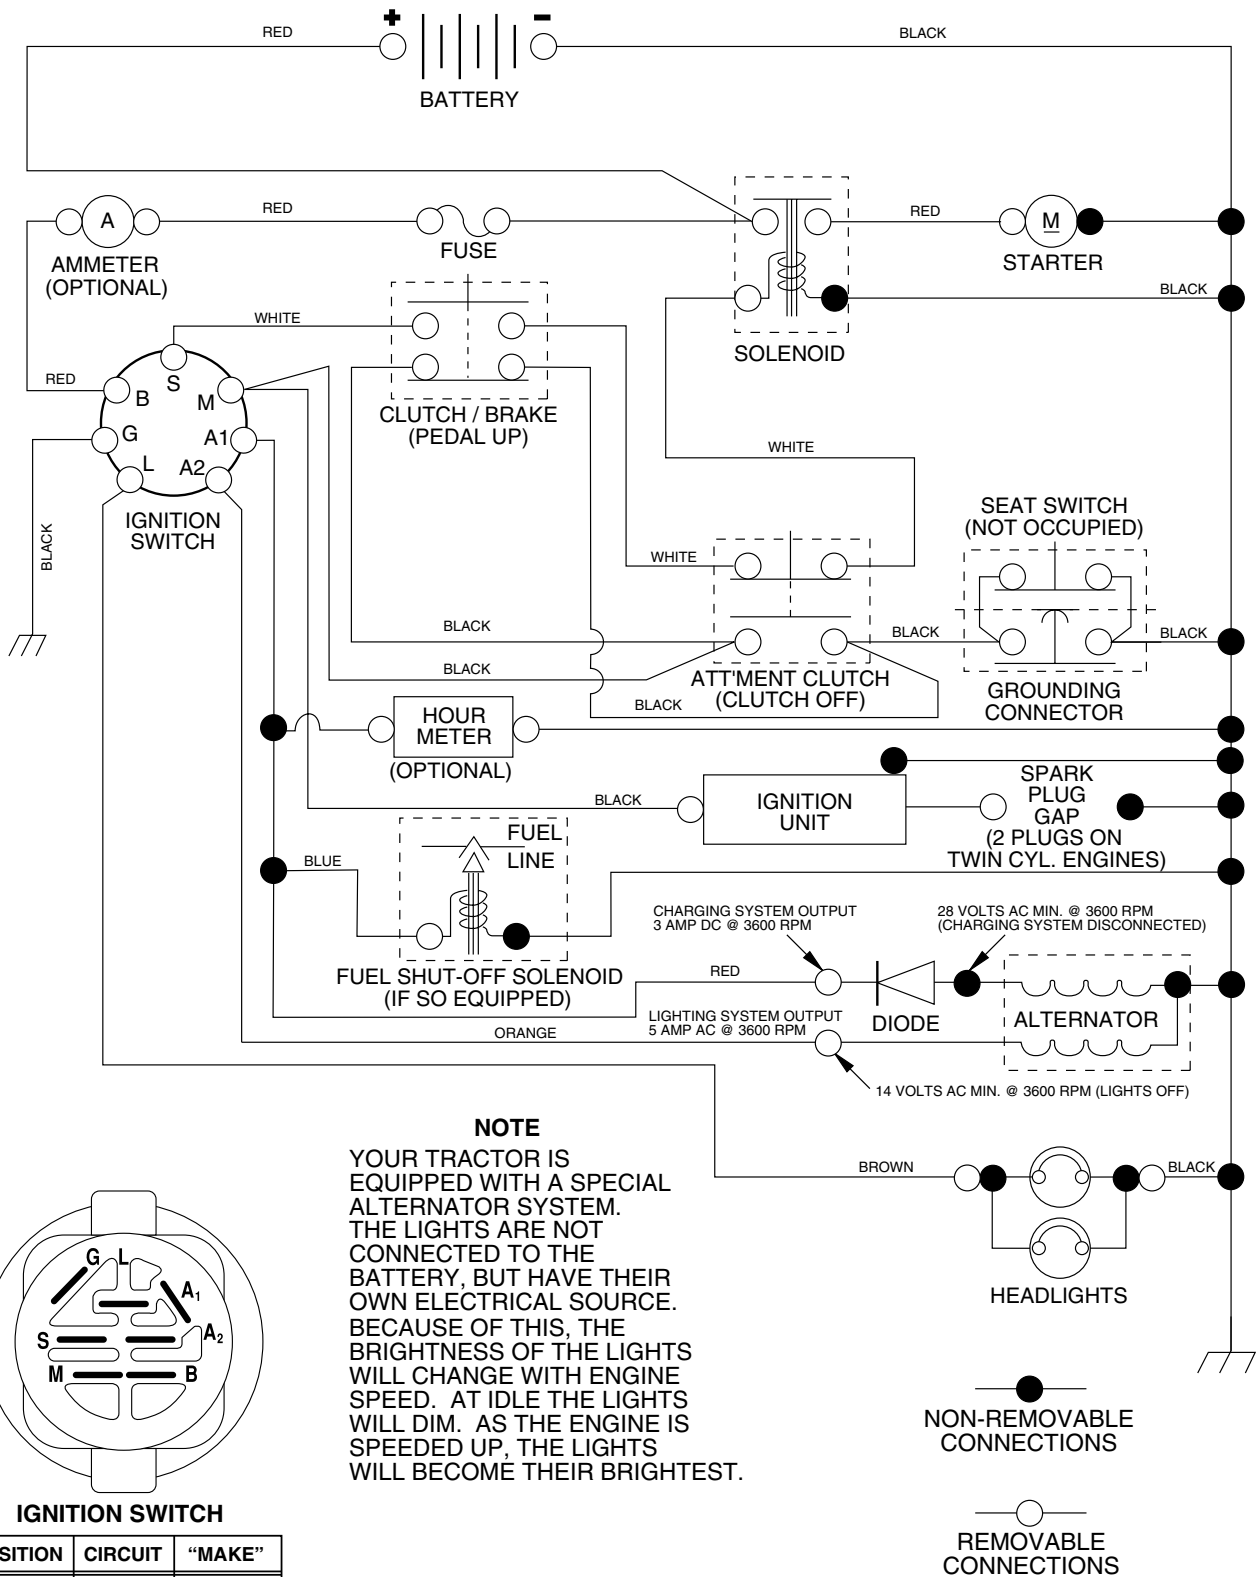 + −
RED
BLACK
BATTERY
A
RED
RED
M
FUSE
STARTER
AMMETER
(OPTIONAL)
BLACK
WHITE
SOLENOID
RED
S
B
M
CLUTCH / BRAKE
(PEDAL UP)
G
A1
L
A2
WHITE
IGNITION
SWITCH
BLACK
SEAT SWITCH
(NOT OCCUPIED)
WHITE
BLACK
BLACK
BLACK
BLACK
ATT'MENT CLUTCH
(CLUTCH OFF)
GROUNDING
CONNECTOR
BLACK
HOUR
METER
(OPTIONAL)
SPARK
PLUG
GAP
(2 PLUGS ON
TWIN CYL. ENGINES)
BLACK
IGNITION
UNIT
FUEL
LINE
BLUE
CHARGING SYSTEM OUTPUT
3 AMP DC @ 3600 RPM
28 VOLTS AC MIN. @ 3600 RPM
(CHARGING SYSTEM DISCONNECTED)
FUEL SHUT-OFF SOLENOID
(IF SO EQUIPPED)
RED
DIODE
ALTERNATOR
LIGHTING SYSTEM OUTPUT
5 AMP AC @ 3600 RPM
ORANGE
14 VOLTS AC MIN. @ 3600 RPM (LIGHTS OFF)
NOTE
YOUR TRACTOR IS
EQUIPPED WITH A SPECIAL
ALTERNATOR SYSTEM.
THE LIGHTS ARE NOT
CONNECTED TO THE
BATTERY, BUT HAVE THEIR
OWN ELECTRICAL SOURCE.
BECAUSE OF THIS, THE
BRIGHTNESS OF THE LIGHTS
WILL CHANGE WITH ENGINE
SPEED. AT IDLE THE LIGHTS
WILL DIM. AS THE ENGINE IS
SPEEDED UP, THE LIGHTS
WILL BECOME THEIR BRIGHTEST.
BROWN
BLACK
HEADLIGHTS
G L
A1
S
A2
M
B
IGNITION SWITCH
SITION CIRCUIT “MAKE”
NON-REMOVABLE
CONNECTIONS
REMOVABLE
CONNECTIONS